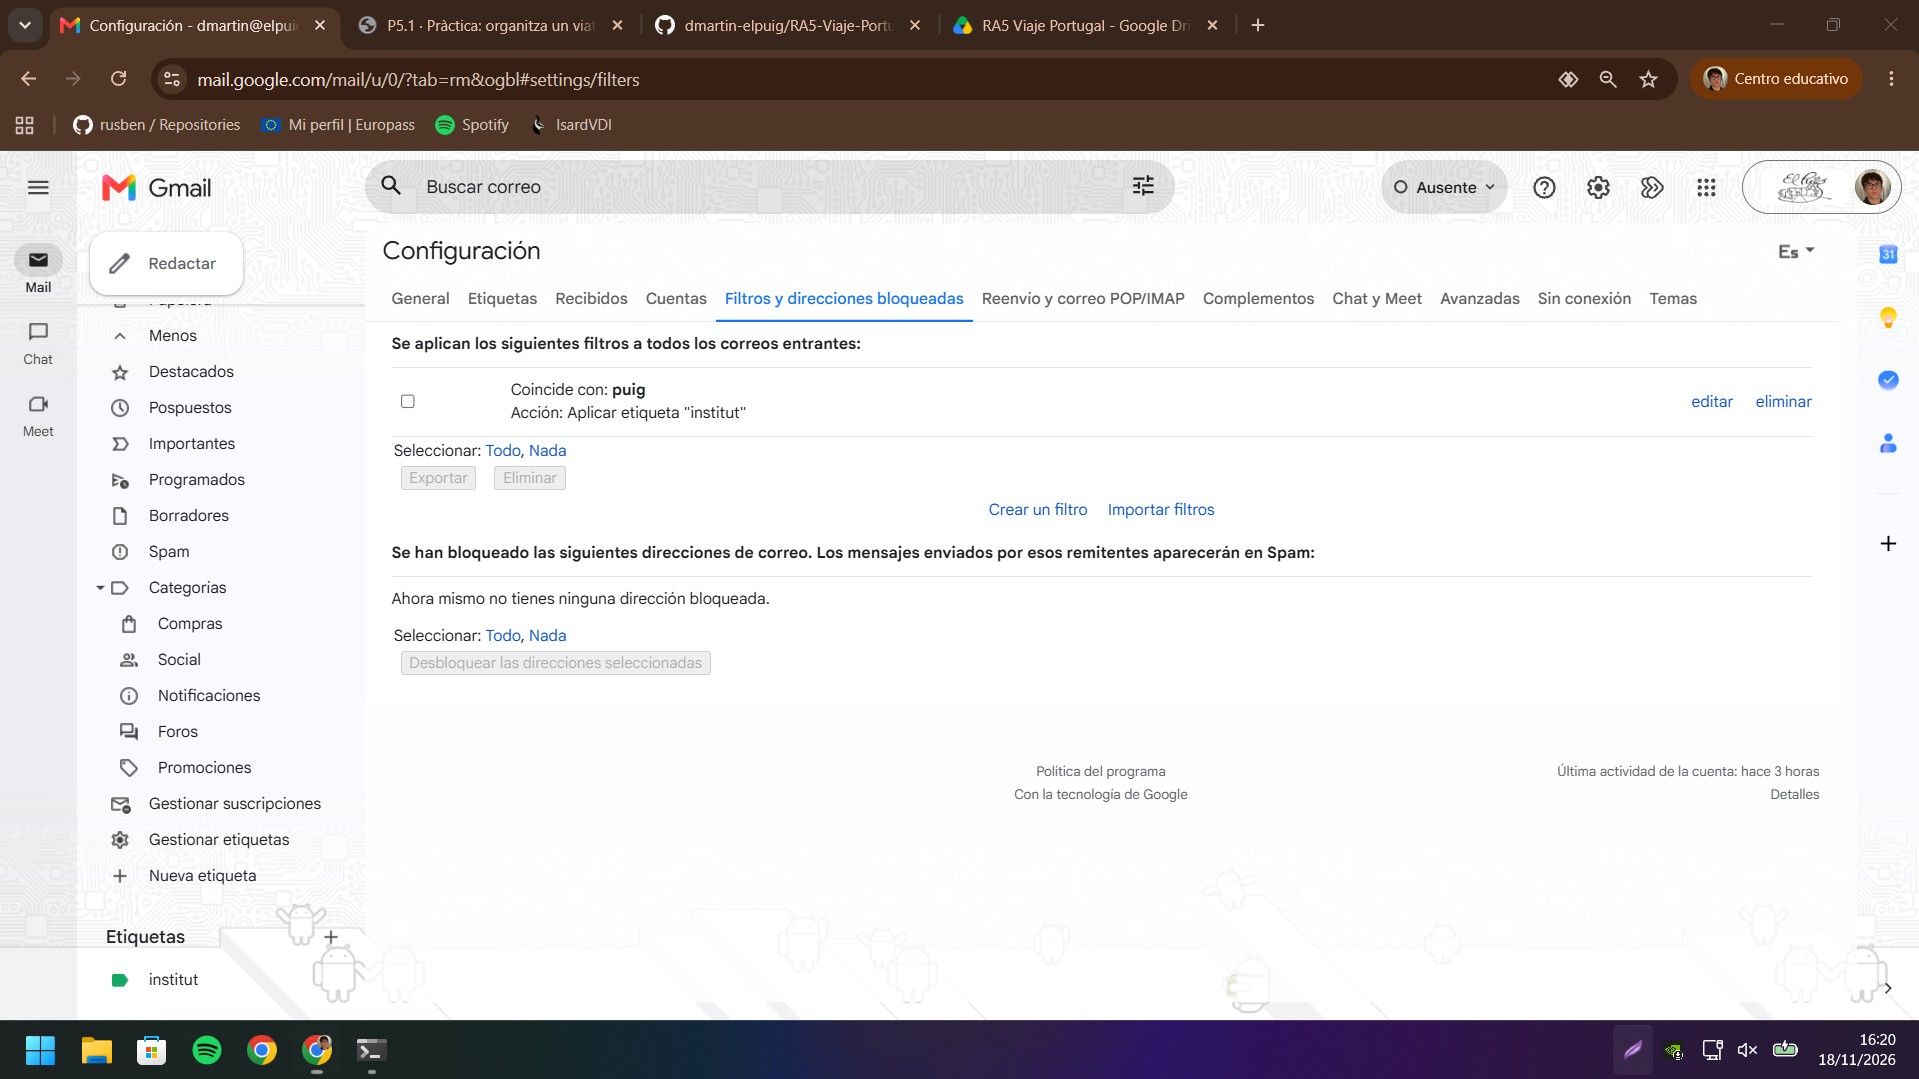 Configuración - dmartin@elpui
P5.1 · Pràctica: organitza un viat
dmartin-elpuig/RA5-Viaje-Portu
RA5 Viaje Portugal - Google Dri
mail.google.com/mail/u/0/?tab=rm&ogbl#settings/filters
Centro educativo
rusben / Repositories
Mi perfil | Europass
Spotify
IsardVDI
Gmail
Buscar correo
Ausente
Redactar
Mail
Chat
Meet
Papelera
Menos
Destacados
Pospuestos
Importantes
Programados
Borradores
Spam
Categorías
Compras
Social
Notificaciones
Foros
Promociones
Gestionar suscripciones
Gestionar etiquetas
Nueva etiqueta
Etiquetas
institut
Configuración
Es
General Etiquetas Recibidos Cuentas Filtros y direcciones bloqueadas Reenvío y correo POP/IMAP Complementos Chat y Meet Avanzadas Sin conexión Temas
Se aplican los siguientes filtros a todos los correos entrantes:
Coincide con: puig
Acción: Aplicar etiqueta "institut"
editar eliminar
Seleccionar: Todo, Nada
Exportar Eliminar
Crear un filtro Importar filtros
Se han bloqueado las siguientes direcciones de correo. Los mensajes enviados por esos remitentes aparecerán en Spam:
Ahora mismo no tienes ninguna dirección bloqueada.
Seleccionar: Todo, Nada
Desbloquear las direcciones seleccionadas
Política del programa
Con la tecnología de Google
Última actividad de la cuenta: hace 3 horas
Detalles
31
16:20
18/11/2026